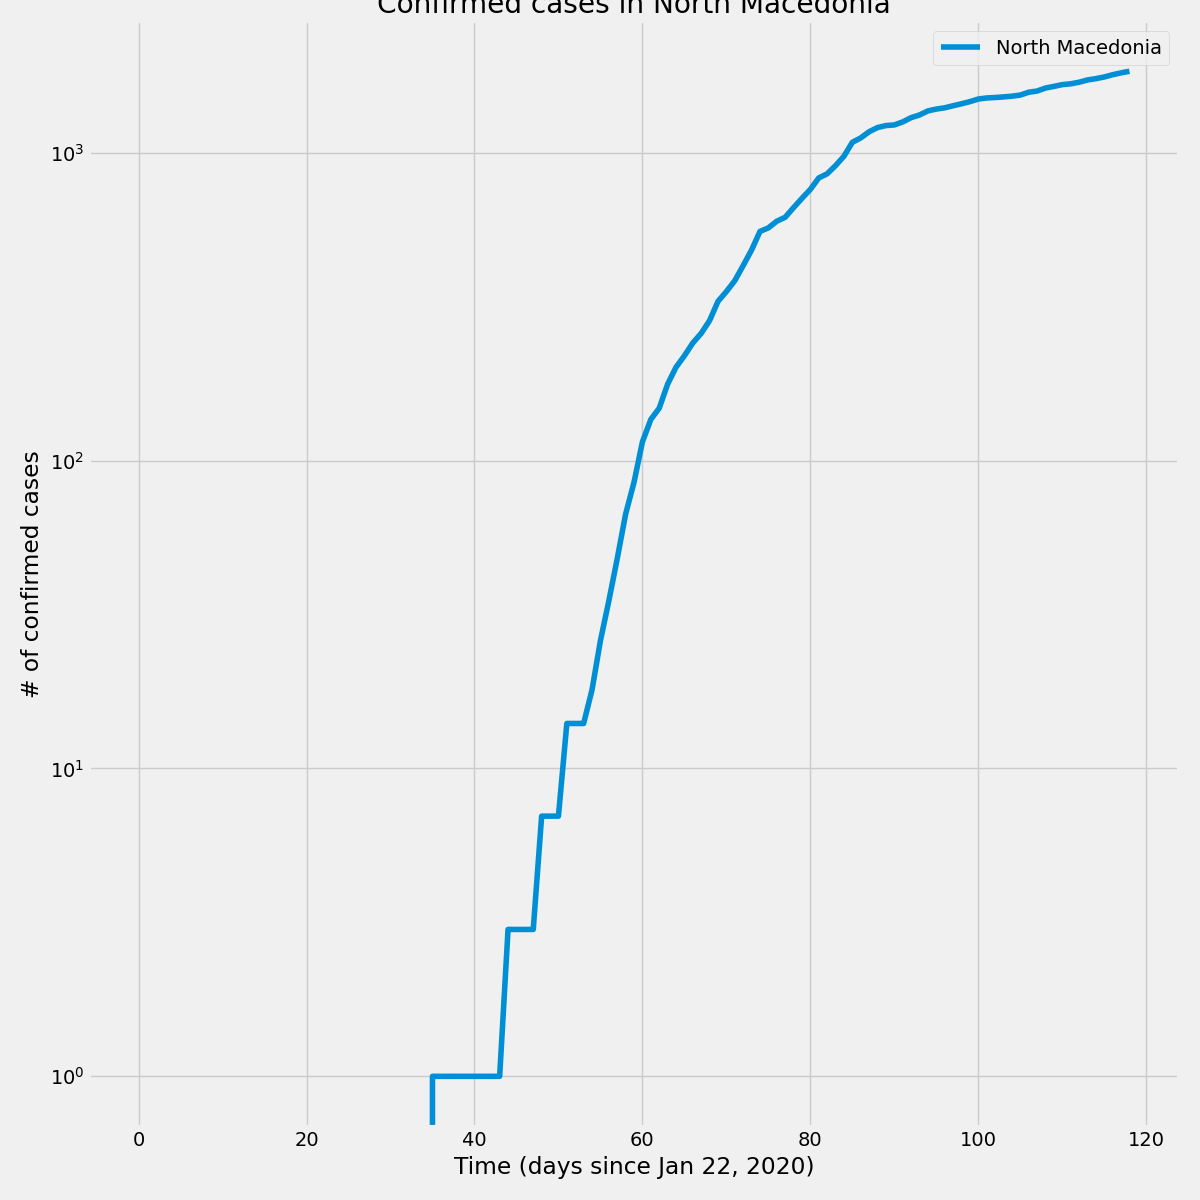 Confirmed cases in North Macedonia
North Macedonia
10³
10²
10¹
10⁰
# of confirmed cases
0 20 40 60 80 100 120
Time (days since Jan 22, 2020)